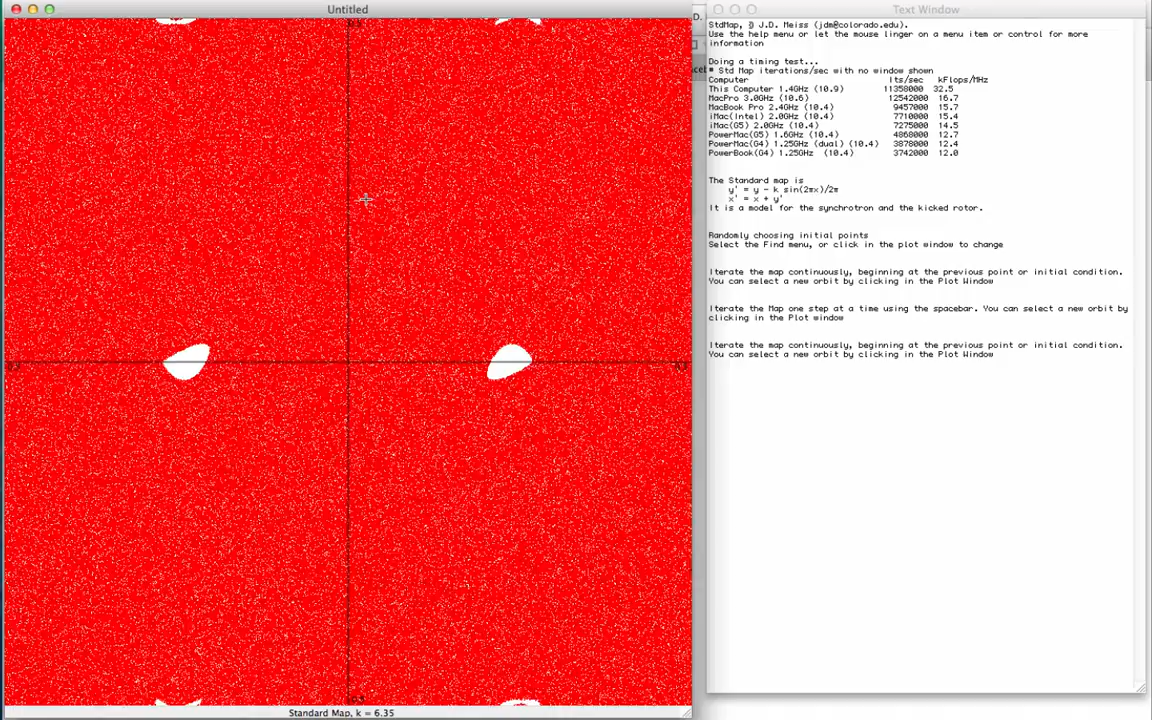 Untitled
Text Window
D.
StdMap, J.D. Meiss (jdm@colorado.edu).
Use the help menu or let the mouse linger on a menu item or control for more
information
Doing a timing test...
Std Map iterations/sec with no window shown
Computer Its/sec kFlops/MHz
This Computer 1.4GHz (10.9) 11358000 32.5
MacPro 3.0GHz (10.6) 12542000 16.7
MacBook Pro 2.4GHz (10.4) 9457000 15.7
iMac(Intel) 2.0GHz (10.4) 7710000 15.4
iMac(G5) 2.0GHz (10.4) 7275000 14.5
PowerMac(G5) 1.6GHz (10.4) 4868000 12.7
PowerMac(G4) 1.25GHz (dual) (10.4) 3878000 12.4
PowerBook(G4) 1.25GHz (10.4) 3742000 12.0
The Standard map is
y' = y - k sin(2πx)/2π
x' = x + y'
It is a model for the synchrotron and the kicked rotor.
Randomly choosing initial points
Select the Find menu, or click in the plot window to change
Iterate the map continuously, beginning at the previous point or initial condition.
You can select a new orbit by clicking in the Plot Window
Iterate the Map one step at a time using the spacebar. You can select a new orbit by
clicking in the Plot window
Iterate the map continuously, beginning at the previous point or initial condition.
You can select a new orbit by clicking in the Plot Window
Standard Map, k = 6.35